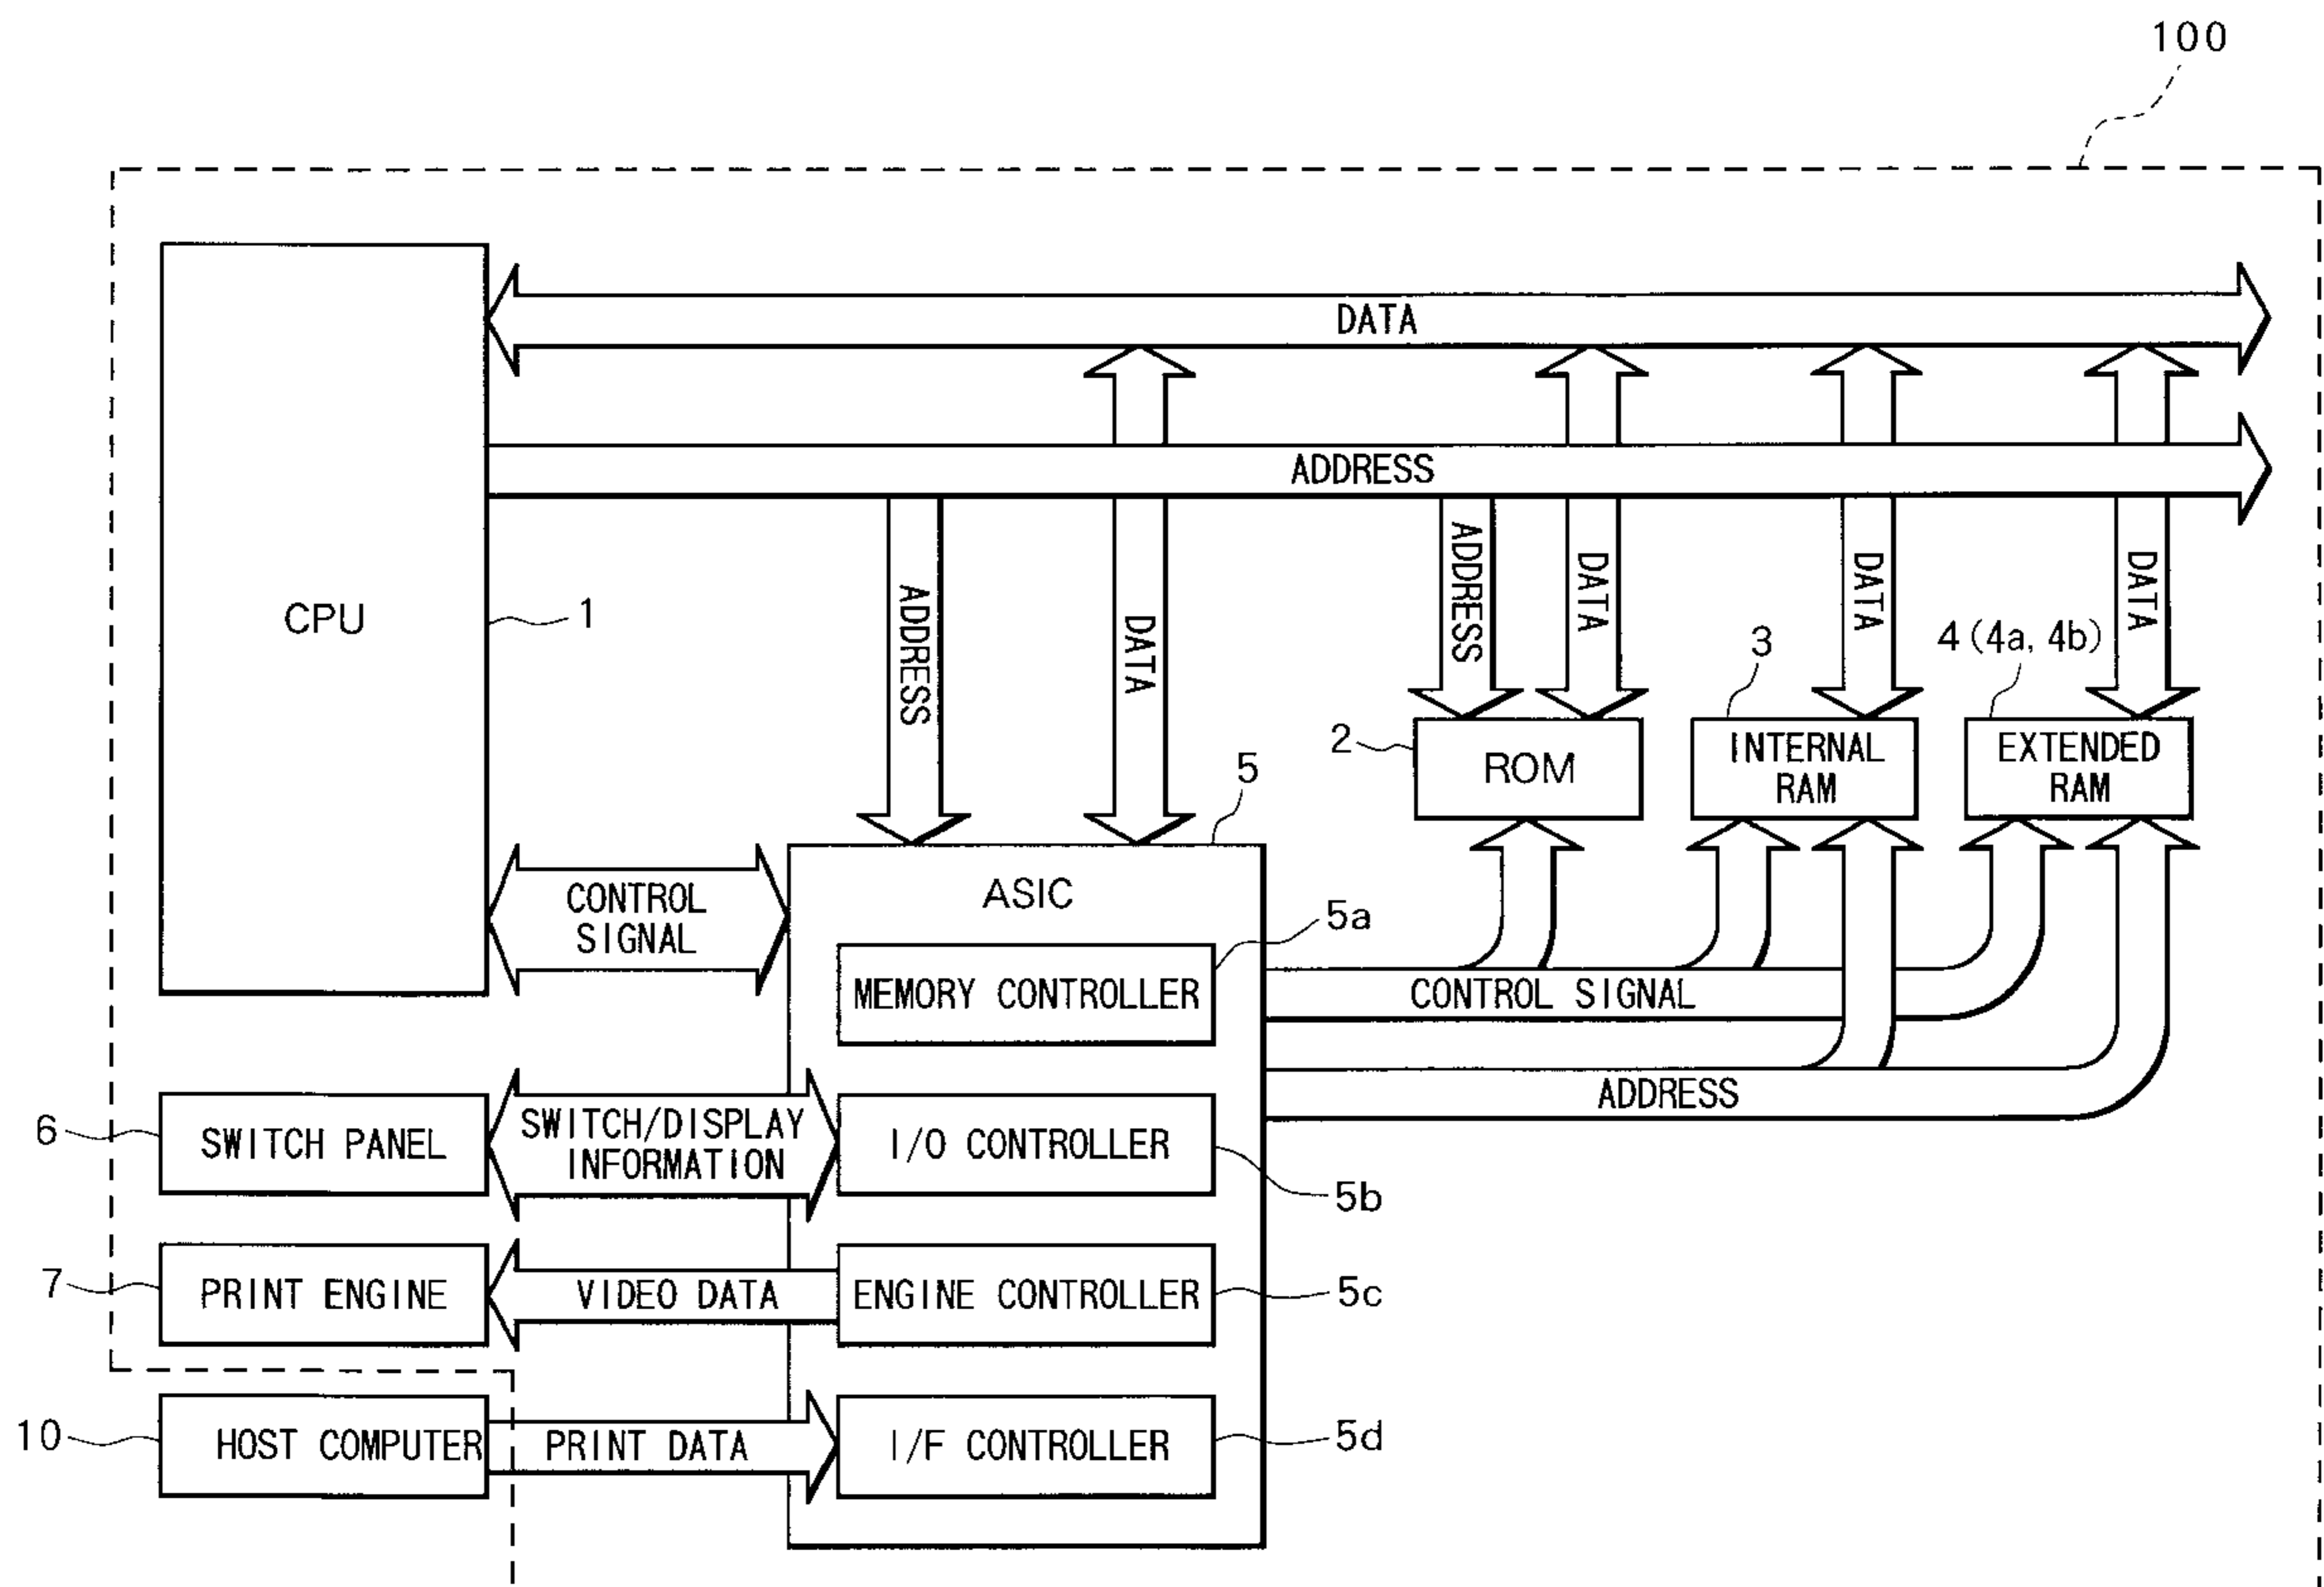 100
DATA
ADDRESS
CPU
1
ADDRESS
DATA
ADDRESS
DATA
DATA
DATA
2
ROM
3
INTERNAL
RAM
4 (4a, 4b)
EXTENDED
RAM
5
ASIC
CONTROL
SIGNAL
5a
MEMORY CONTROLLER
CONTROL SIGNAL
ADDRESS
6
SWITCH PANEL
SWITCH/DISPLAY
INFORMATION
I/O CONTROLLER
5b
7
PRINT ENGINE
VIDEO DATA
ENGINE CONTROLLER
5c
10
HOST COMPUTER
PRINT DATA
I/F CONTROLLER
5d